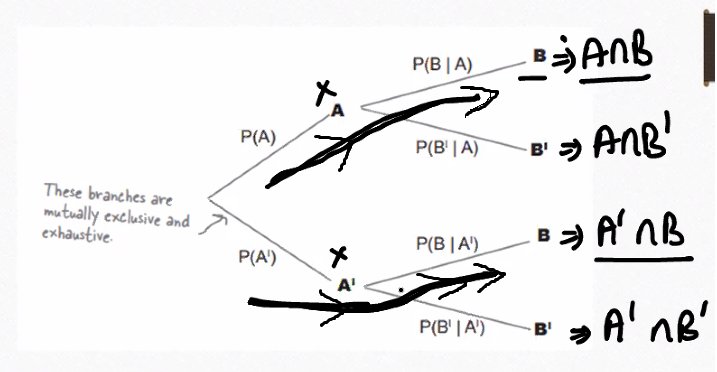 P(B | A)
B ⇒ A∩B
A
P(A)
P(B' | A)
B' ⇒ A∩B'
These branches are
mutually exclusive and
exhaustive.
P(A')
P(B | A')
B ⇒ A' ∩B
A'
P(B' | A')
B' ⇒ A' ∩B'